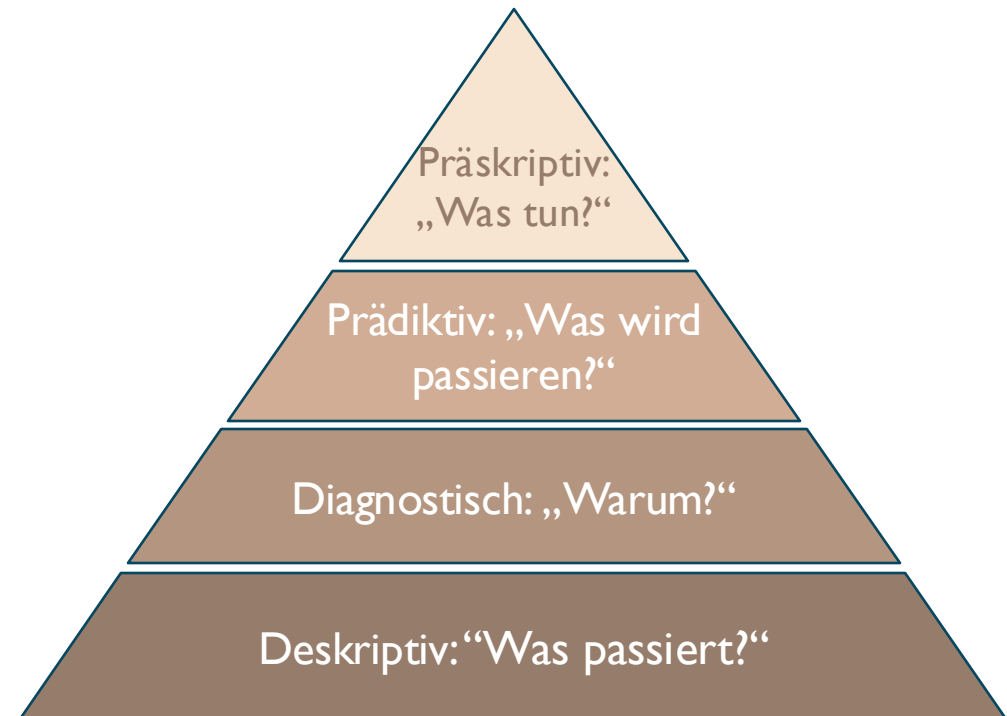 Präskriptiv:
„Was tun?“
Prädiktiv: „Was wird
passieren?“
Diagnostisch: „Warum?“
Deskriptiv: “Was passiert?“